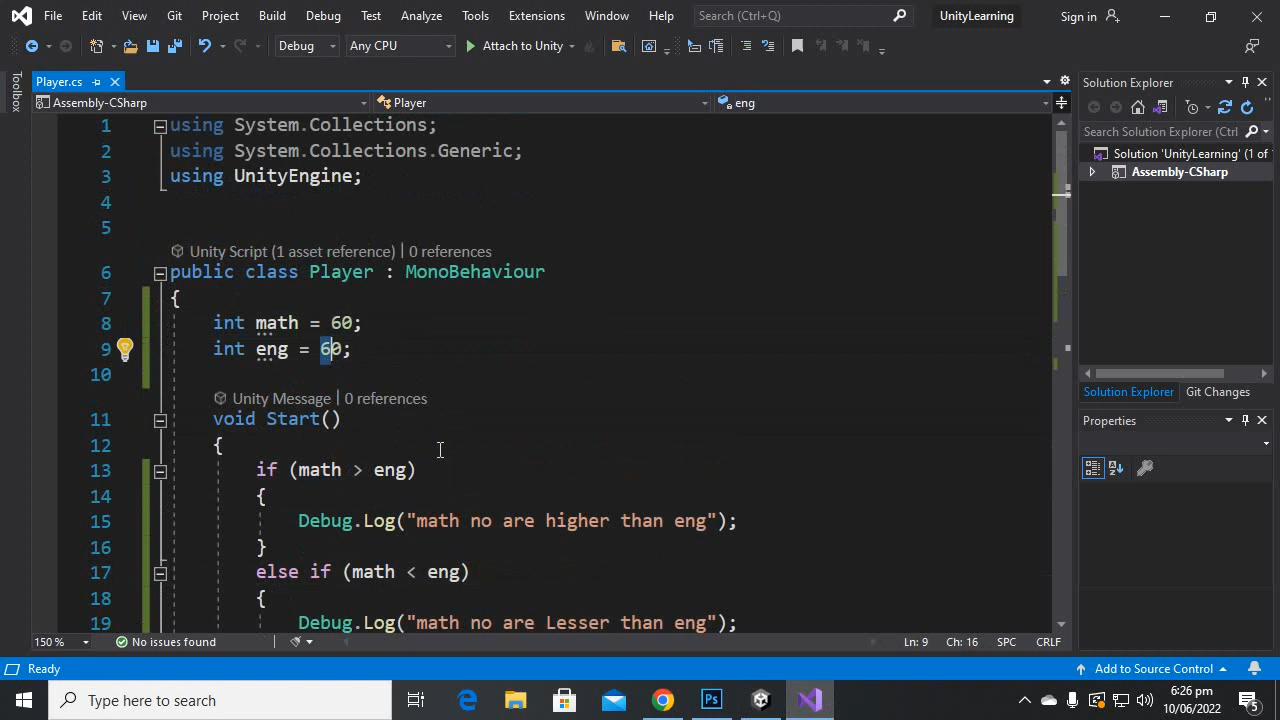 File Edit View Git Project Build Debug Test Analyze Tools Extensions Window Help Search (Ctrl+Q) UnityLearning Sign in
Debug Any CPU Attach to Unity
Toolbox
Player.cs
Assembly-CSharp Player eng
1 using System.Collections;
2 using System.Collections.Generic;
3 using UnityEngine;
4
5
Unity Script (1 asset reference) | 0 references
6 public class Player : MonoBehaviour
7 {
8 int math = 60;
9 int eng = 60;
10
Unity Message | 0 references
11 void Start()
12 {
13 if (math > eng)
14 {
15 Debug.Log("math no are higher than eng");
16 }
17 else if (math < eng)
18 {
19 Debug.Log("math no are Lesser than eng");
150 % No issues found Ln: 9 Ch: 16 SPC CRLF
Solution Explorer
Search Solution Explorer (Ctrl
Solution 'UnityLearning' (1 of
Assembly-CSharp
Solution Explorer Git Changes
Properties
Ready Add to Source Control
Type here to search
6:26 pm
10/06/2022
5